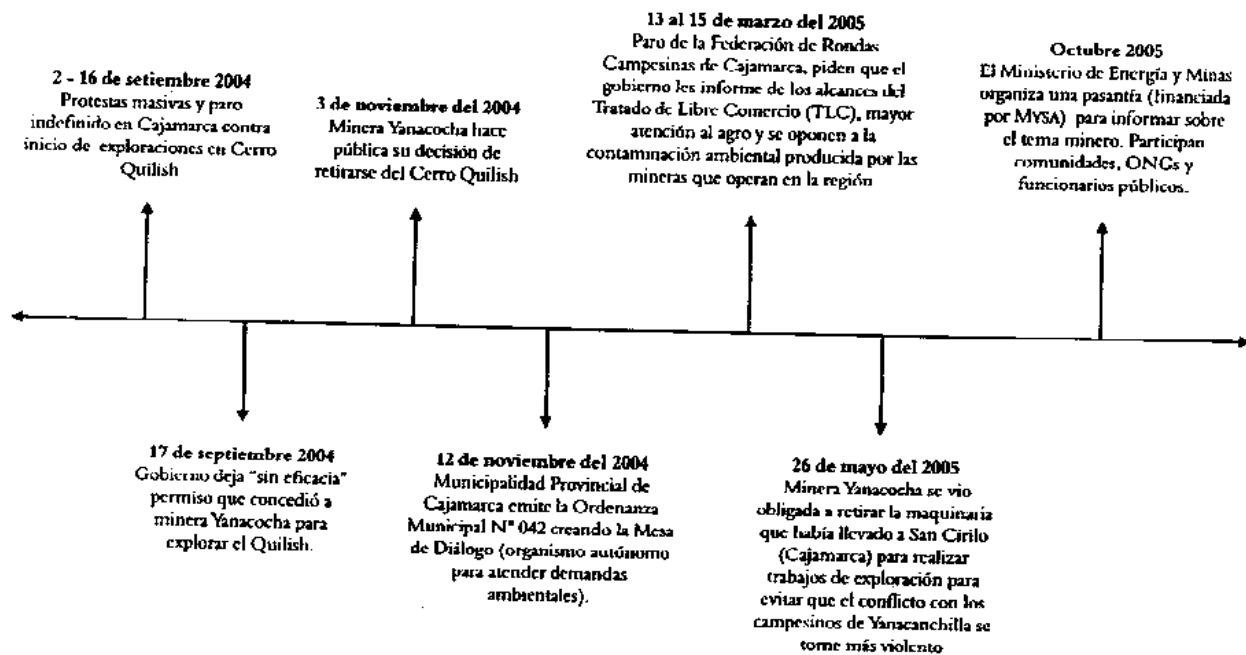 2 - 16 de setiembre 2004
Protestas masivas y paro
indefinido en Cajamarca contra
inicio de exploraciones en Cerro
Quilish
3 de noviembre del 2004
Minera Yanacocha hace
pública su decisión de
retirarse del Cerro Quilish
13 al 15 de marzo del 2005
Paro de la Federación de Rondas
Campesinas de Cajamarca, piden que el
gobierno les informe de los alcances del
Tratado de Libre Comercio (TLC), mayor
atención al agro y se oponen a la
contaminación ambiental producida por las
mineras que operan en la región
Octubre 2005
El Ministerio de Energía y Minas
organiza una pasantía (financiada
por MYSA) para informar sobre
el tema minero. Participan
comunidades, ONGs y
funcionarios públicos.
17 de septiembre 2004
Gobierno deja "sin eficacia"
permiso que concedió a
minera Yanacocha para
explorar el Quilish.
12 de noviembre del 2004
Municipalidad Provincial de
Cajamarca emite la Ordenanza
Municipal N° 042 creando la Mesa
de Diálogo (organismo autónomo
para atender demandas
ambientales).
26 de mayo del 2005
Minera Yanacocha se vio
obligada a retirar la maquinaria
que había llevado a San Cirilo
(Cajamarca) para realizar
trabajos de exploración para
evitar que el conflicto con los
campesinos de Yanacanchilla se
torne más violento